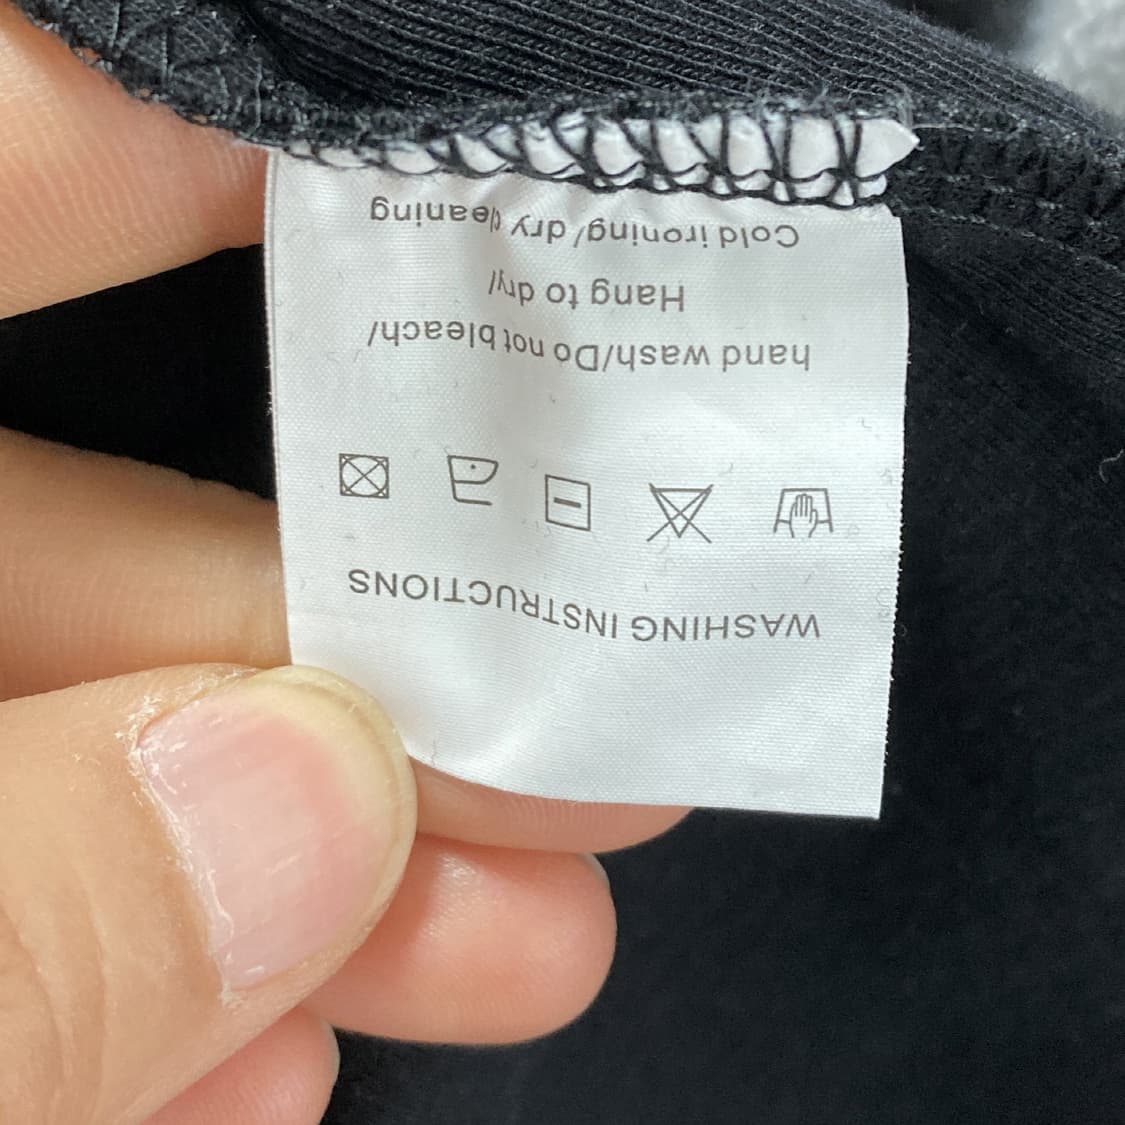 WASHING INSTRUCTIONS
hand wash/Do not bleach/
Hang to dry/
Cold ironing/ dry cleaning